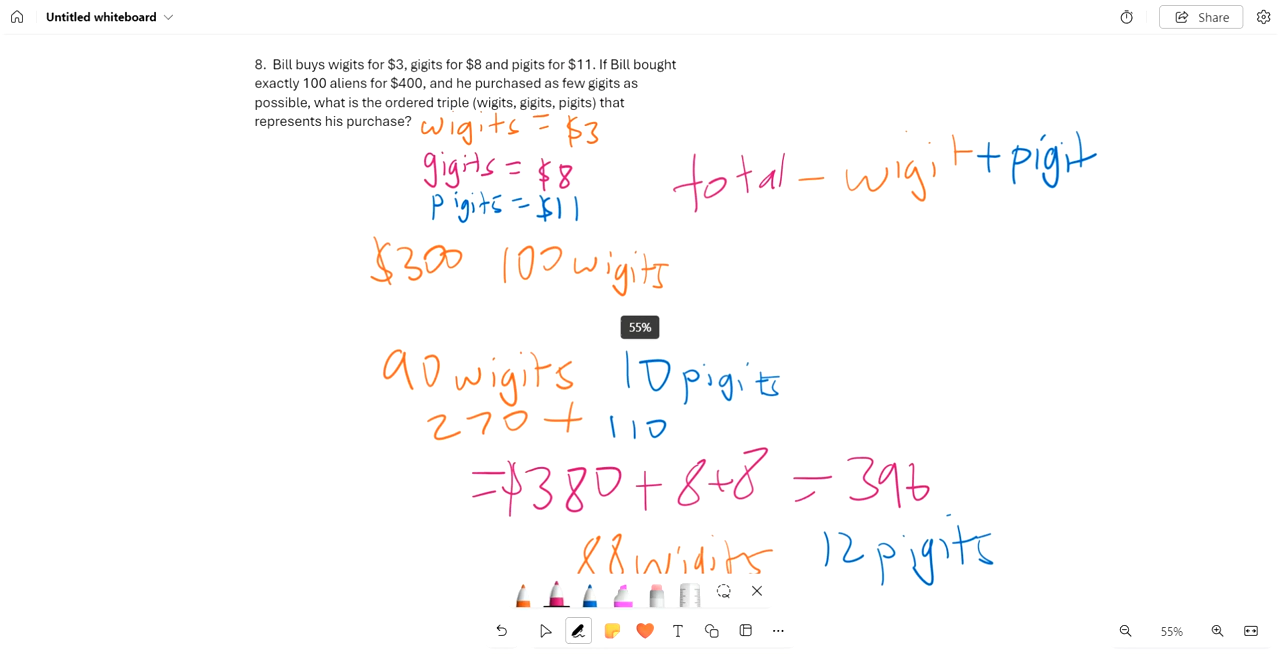 Untitled whiteboard
Share
8. Bill buys wigits for $3, gigits for $8 and pigits for $11. If Bill bought
exactly 100 aliens for $400, and he purchased as few gigits as
possible, what is the ordered triple (wigits, gigits, pigits) that
represents his purchase?
wigits = $3
gigits = $8
pigits = $11
total - wigit + pigit
$300 100 wigits
55%
90 wigits 10 pigits
270 + 110
= $380 + 8 + 8 = 396
88 widits 12 pigits
55%